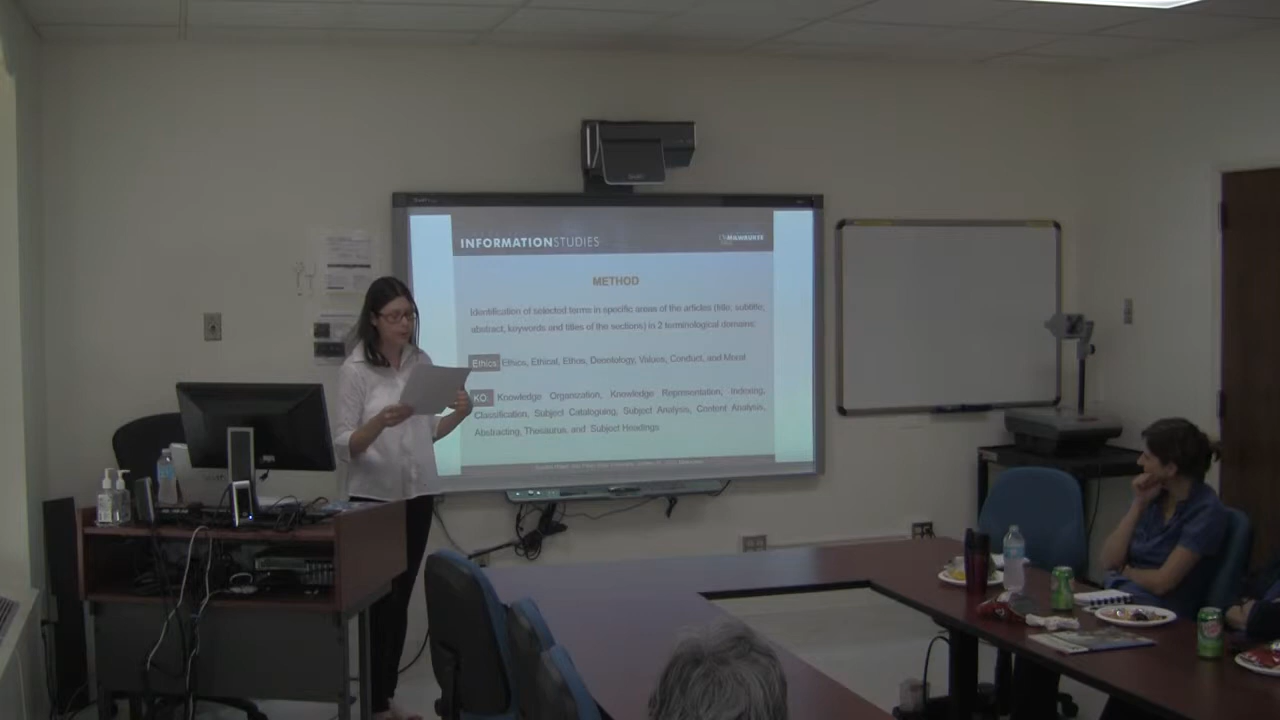 INFORMATIONSTUDIES
MILWAUKEE
METHOD
Identification of selected terms in specific areas of the articles (title, subtitle,
abstract, keywords and titles of the sections) in 2 terminological domains:
Ethics Ethics, Ethical, Ethos, Deontology, Values, Conduct, and Moral
KO Knowledge Organization, Knowledge Representation, Indexing,
Classification, Subject Cataloguing, Subject Analysis, Content Analysis,
Abstracting, Thesaurus, and Subject Headings